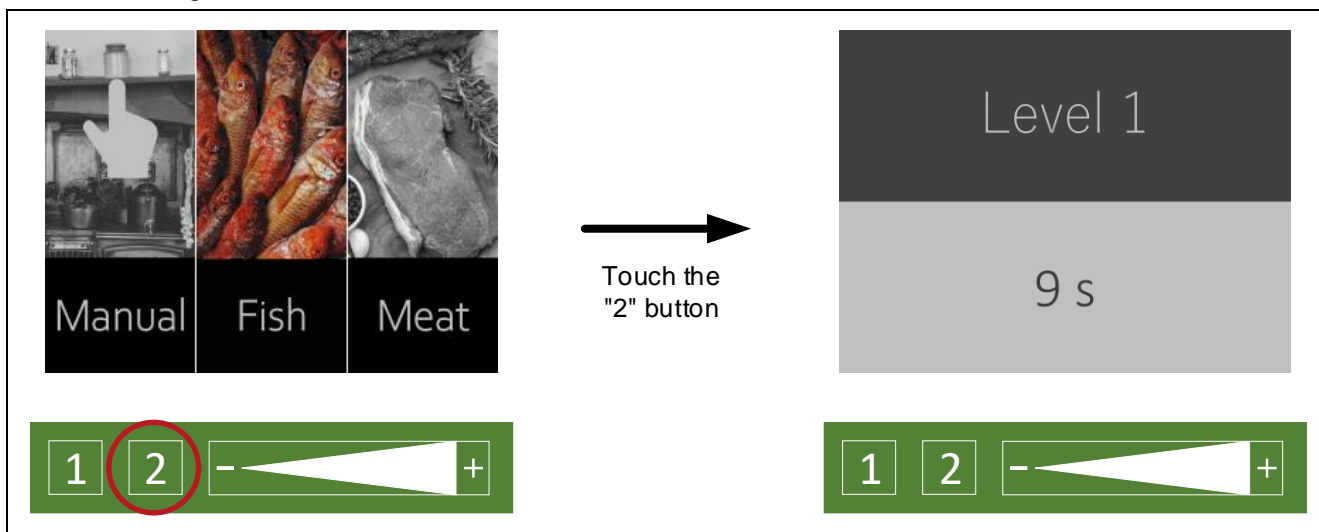 Manual Fish Meat
Level 1
9 s
Touch the
"2" button
1 2 - +
1 2 - +